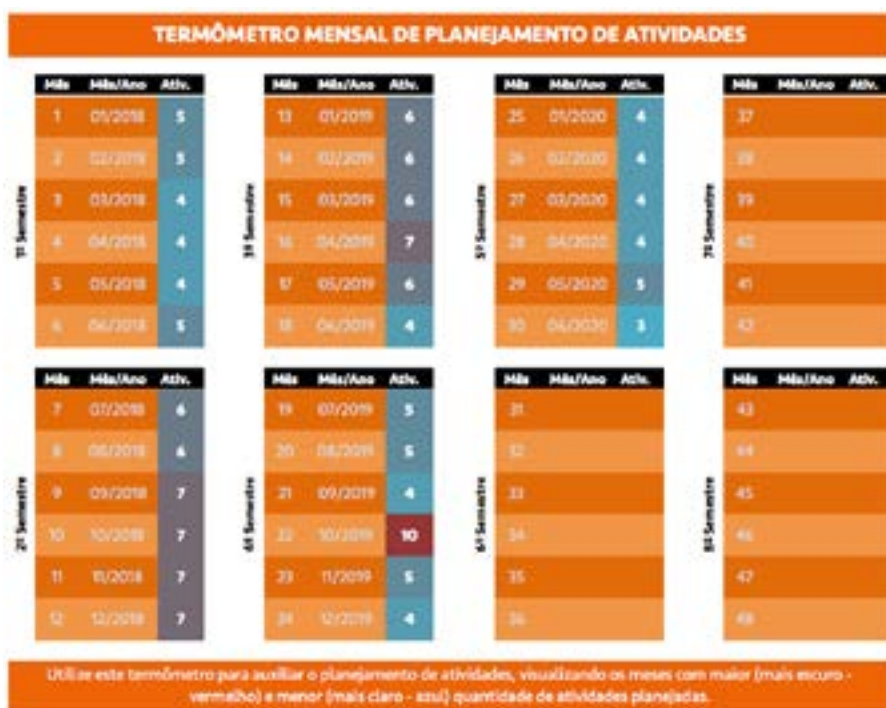 TERMÔMETRO MENSAL DE PLANEJAMENTO DE ATIVIDADES
1º Semestre
Mês Mês/Ano Ativ.
1 01/2018 5
2 02/2018 5
3 03/2018 4
4 04/2018 4
5 05/2018 4
6 06/2018 5
3º Semestre
Mês Mês/Ano Ativ.
13 01/2019 6
14 02/2019 6
15 03/2019 6
16 04/2019 7
17 05/2019 6
18 06/2019 4
5º Semestre
Mês Mês/Ano Ativ.
25 01/2020 4
26 02/2020 4
27 03/2020 4
28 04/2020 4
29 05/2020 5
30 06/2020 3
7º Semestre
Mês Mês/Ano Ativ.
37
38
39
40
41
42
2º Semestre
Mês Mês/Ano Ativ.
7 07/2018 6
8 08/2018 6
9 09/2018 7
10 10/2018 7
11 11/2018 7
12 12/2018 7
4º Semestre
Mês Mês/Ano Ativ.
19 07/2019 5
20 08/2019 5
21 09/2019 4
22 10/2019 10
23 11/2019 5
24 12/2019 4
6º Semestre
Mês Mês/Ano Ativ.
31
32
33
34
35
36
8º Semestre
Mês Mês/Ano Ativ.
43
44
45
46
47
48
Utilize este termômetro para auxiliar o planejamento de atividades, visualizando os meses com maior (mais escuro -
vermelho) e menor (mais claro - azul) quantidade de atividades planejadas.